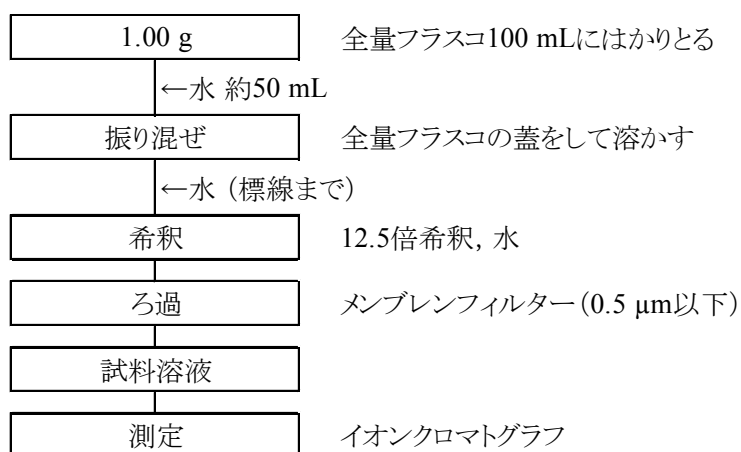 1.00 g 全量フラスコ100 mLにはかりとる
←水 約50 mL
振り混ぜ 全量フラスコの蓋をして溶かす
←水（標線まで）
希釈 12.5倍希釈, 水
ろ過 メンブレンフィルター（0.5 µm以下）
試料溶液
測定 イオンクロマトグラフ